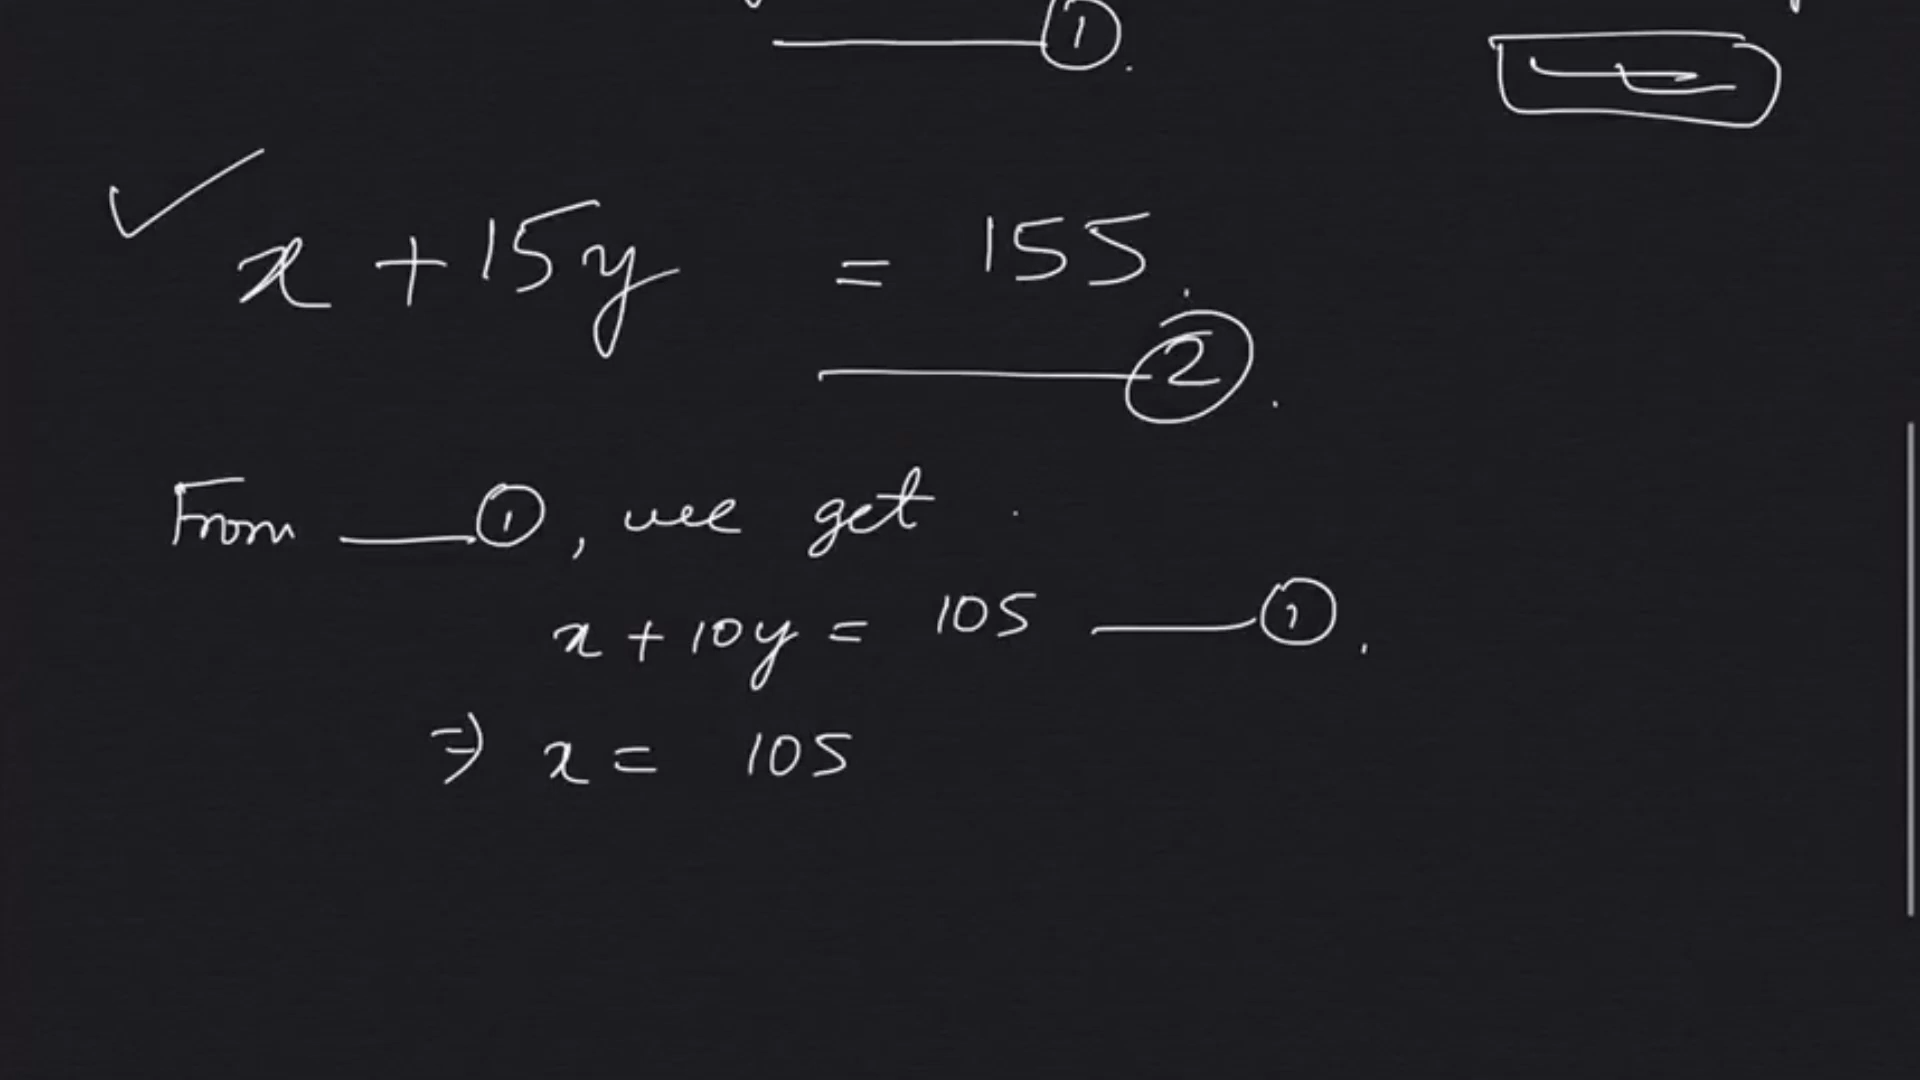 ①.
x + 15y = 155.
②.
From ①, we get.
x + 10y = 105 ①.
⇒ x = 105